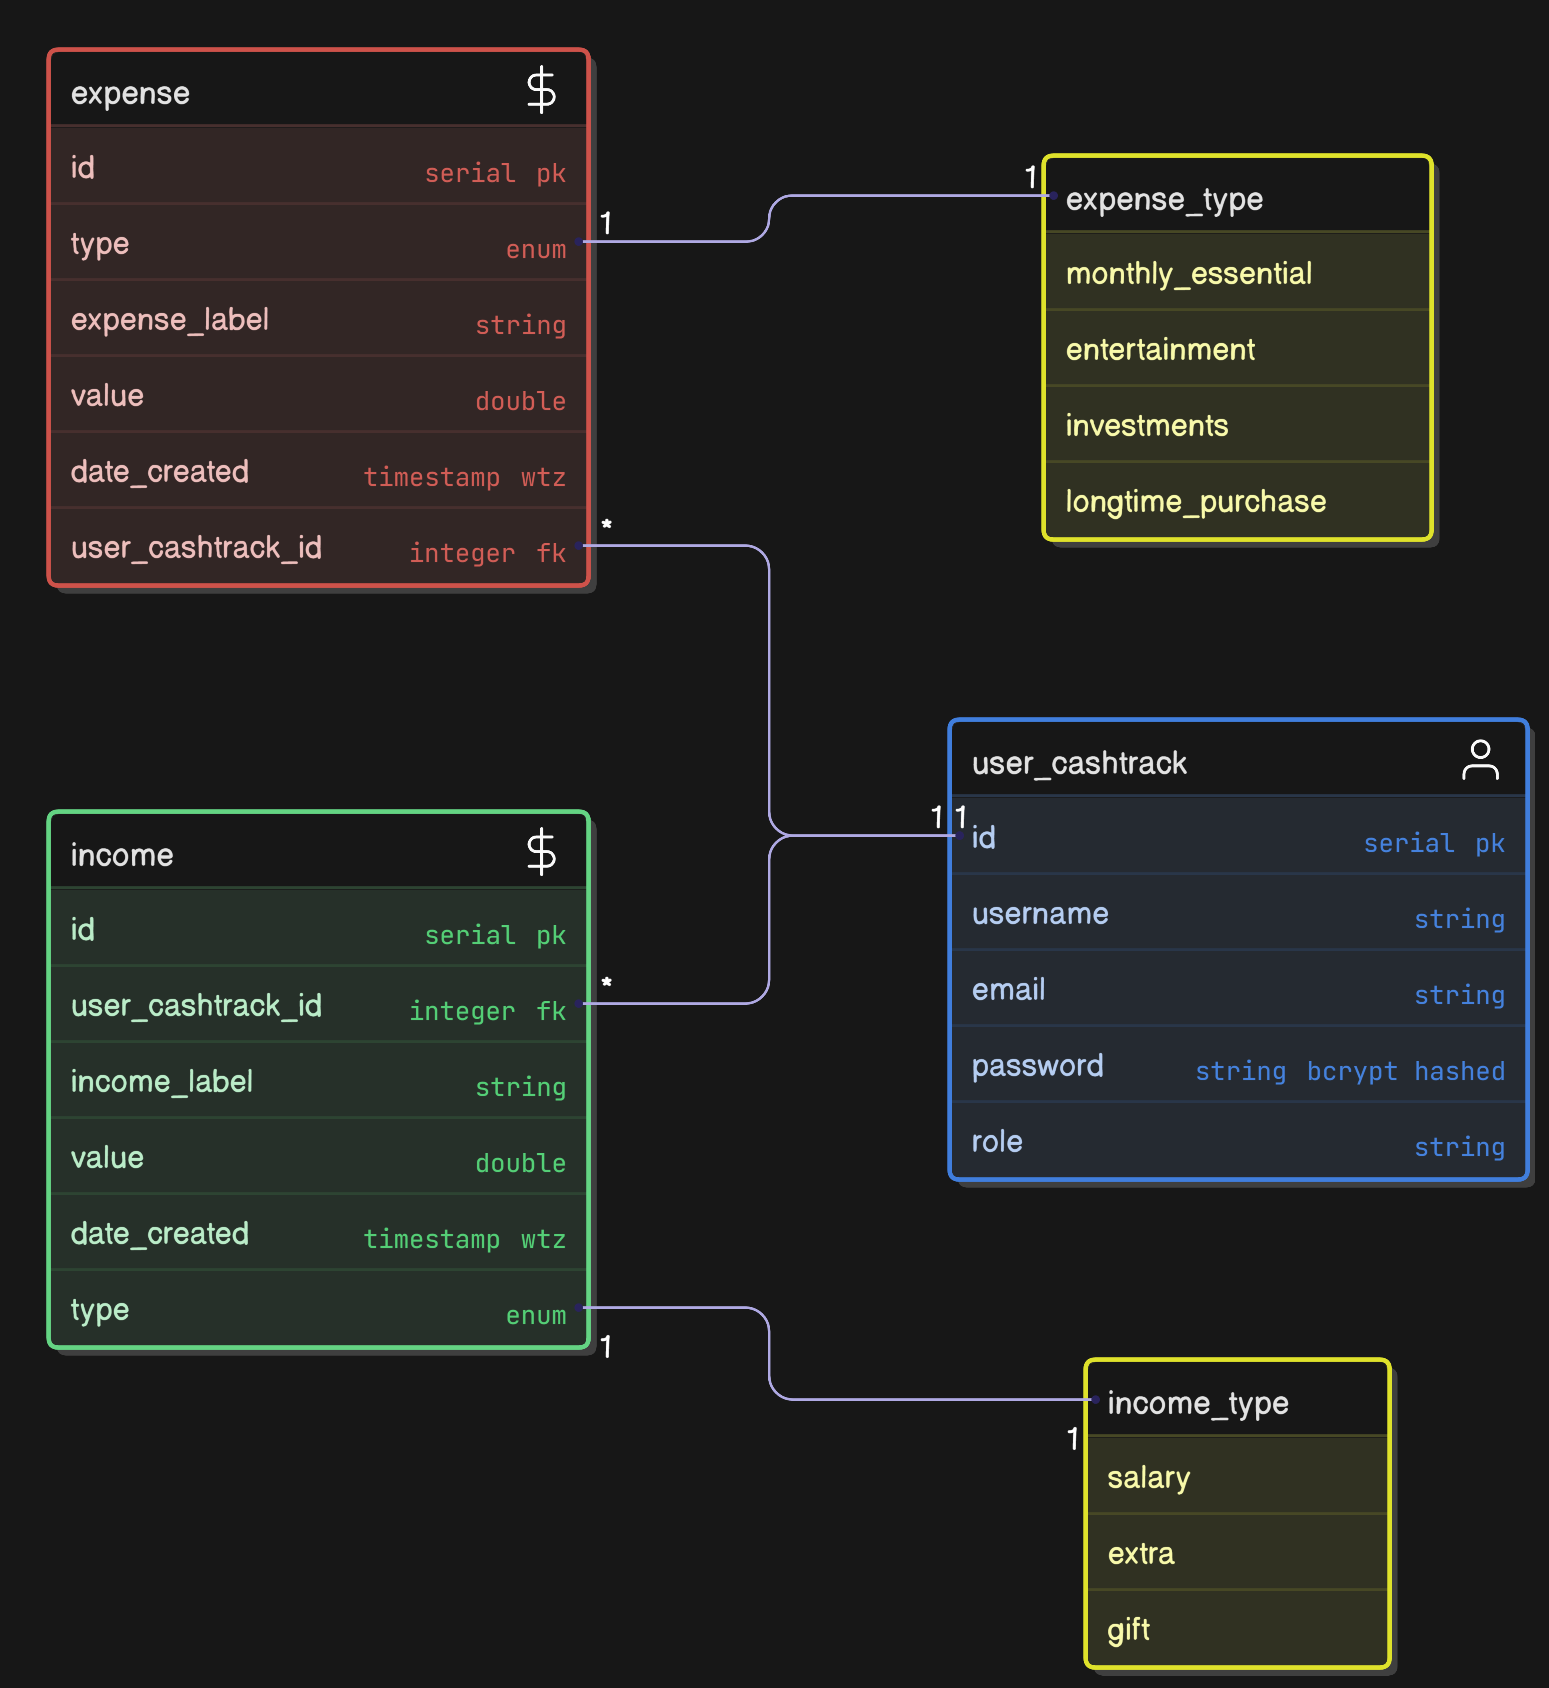 expense
id serial pk
type enum
expense_label string
value double
date_created timestamp wtz
user_cashtrack_id integer fk
1
1
*
expense_type
monthly_essential
entertainment
investments
longtime_purchase
user_cashtrack
1 1
id serial pk
username string
email string
password string bcrypt hashed
role string
income
id serial pk
user_cashtrack_id integer fk
income_label string
value double
date_created timestamp wtz
type enum
*
1
1
income_type
salary
extra
gift